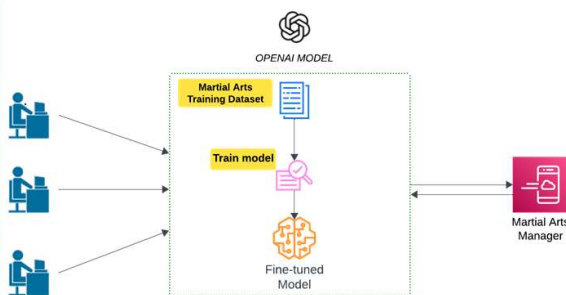 OPENAI MODEL
Martial Arts
Training Dataset
Train model
Fine-tuned
Model
Martial Arts
Manager